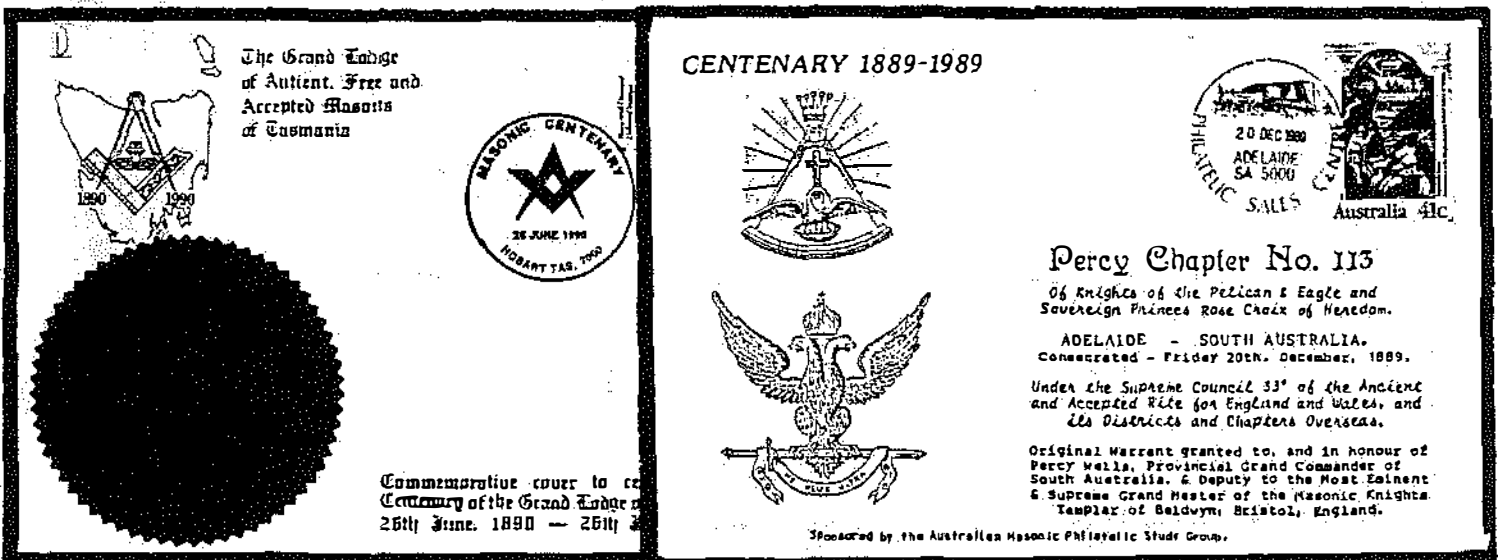 The Grand Lodge
of Antient, Free and
Accepted Masons
of Tasmania
1890 1990
MASONIC CENTENARY
26 JUNE 1990
HOBART TAS, 7000
Commemorative cover to ce
Centenary of the Grand Lodge o
26th June, 1890 — 26th J
CENTENARY 1889-1989
20 DEC 1989
ADELAIDE
SA 5000
PHILATELIC SALES
Australia 41c
Percy Chapter No. 113
Of Knights of the Pelican & Eagle and
Sovereign Princes Rose Croix of Heredom.
ADELAIDE - SOUTH AUSTRALIA.
Consecrated - Friday 20th. December, 1889.
Under the Supreme Council 33° of the Ancient
and Accepted Rite for England and Wales, and
its Districts and Chapters Overseas.
Original Warrant granted to, and in honour of
Percy Wells, Provincial Grand Commander of
South Australia, & Deputy to the Most Eminent
& Supreme Grand Master of the Masonic Knights
Templar of Baldwyn, Bristol, England.
Sponsored by the Australian Masonic Philatelic Study Group.